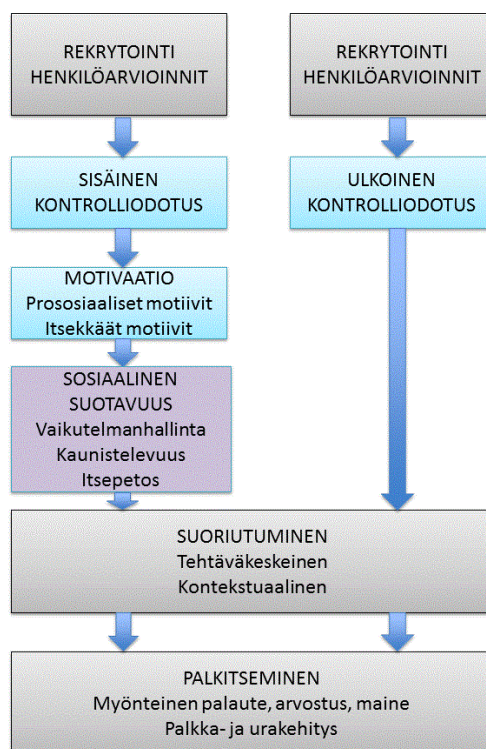 REKRYTOINTI
HENKILÖARVIOINNIT
REKRYTOINTI
HENKILÖARVIOINNIT
SISÄINEN
KONTROLLIODOTUS
ULKOINEN
KONTROLLIODOTUS
MOTIVAATIO
Prososiaaliset motiivit
Itsekkäät motiivit
SOSIAALINEN
SUOTAVUUS
Vaikutelmanhallinta
Kaunistelevuus
Itsepetos
SUORIUTUMINEN
Tehtäväkeskeinen
Kontekstuaalinen
PALKITSEMINEN
Myönteinen palaute, arvostus, maine
Palkka- ja urakehitys